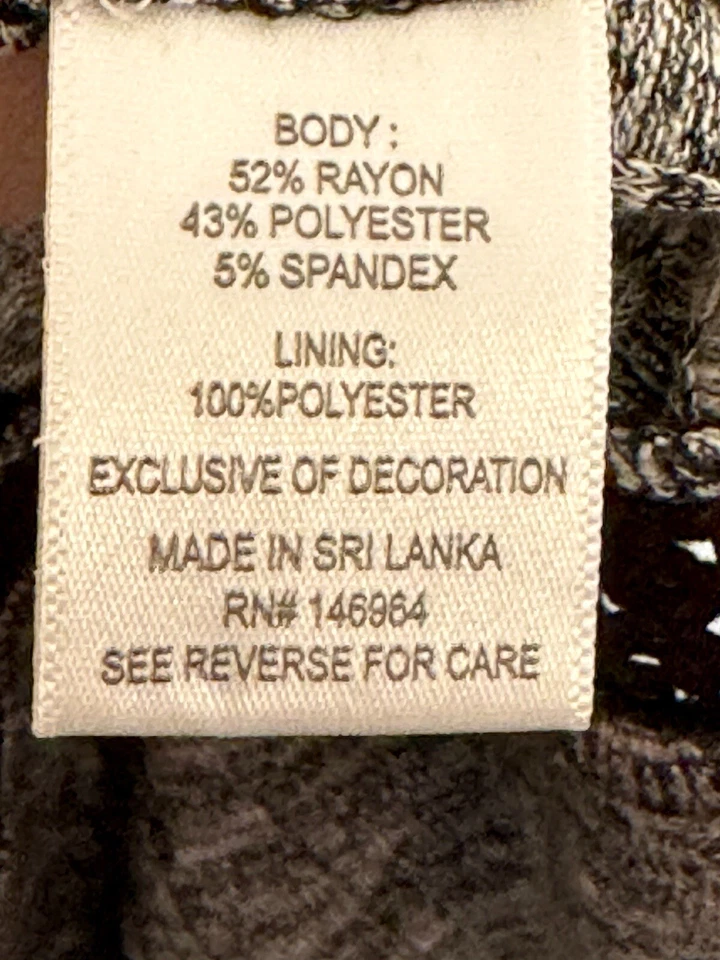 BODY:
52% RAYON
43% POLYESTER
5% SPANDEX
LINING:
100%POLYESTER
EXCLUSIVE OF DECORATION
MADE IN SRI LANKA
RN# 146964
SEE REVERSE FOR CARE